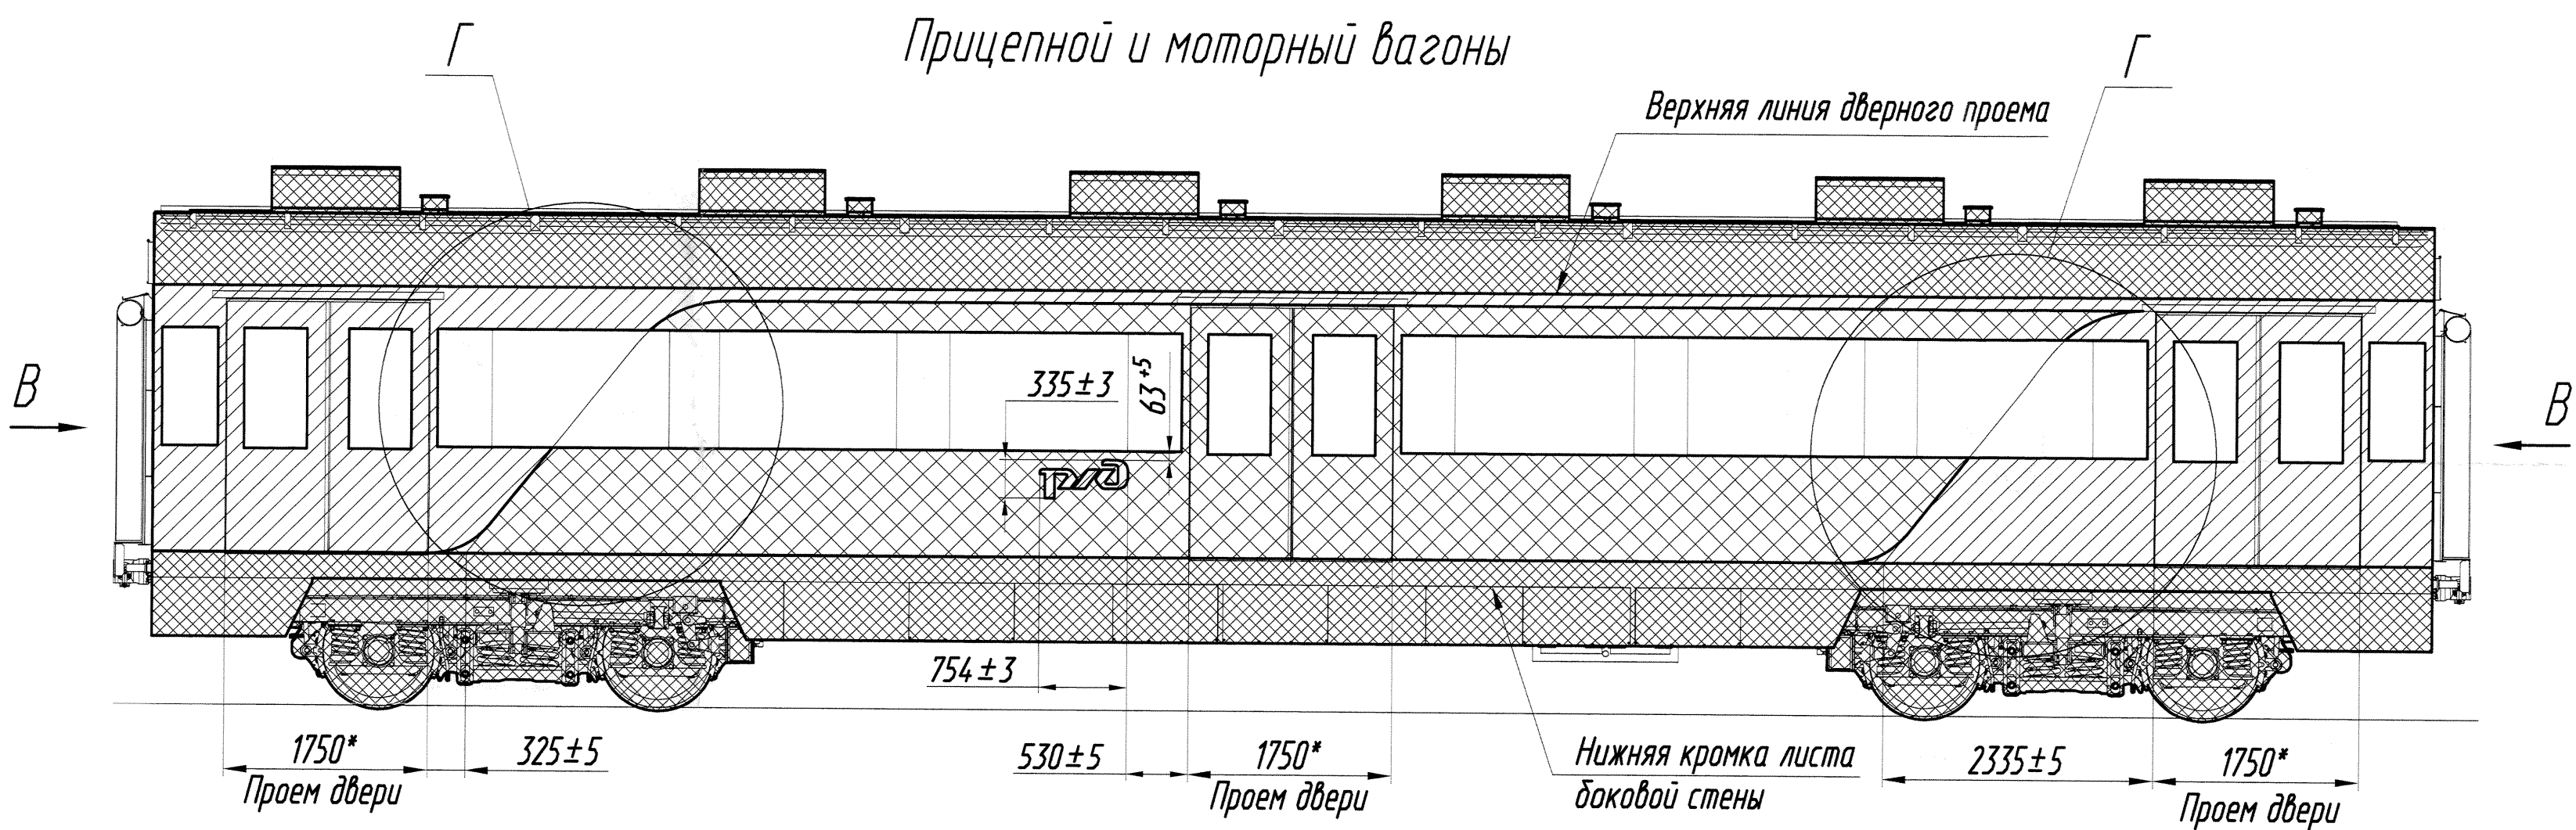 Прицепной и моторный вагоны
Г
Г
Верхняя линия дверного проема
В
В
335±3
63⁺⁵
РЖД
754±3
1750*
Проем двери
325±5
530±5
1750*
Проем двери
Нижняя кромка листа
боковой стены
2335±5
1750*
Проем двери